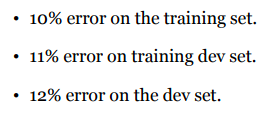 • 10% error on the training set.
• 11% error on training dev set.
• 12% error on the dev set.